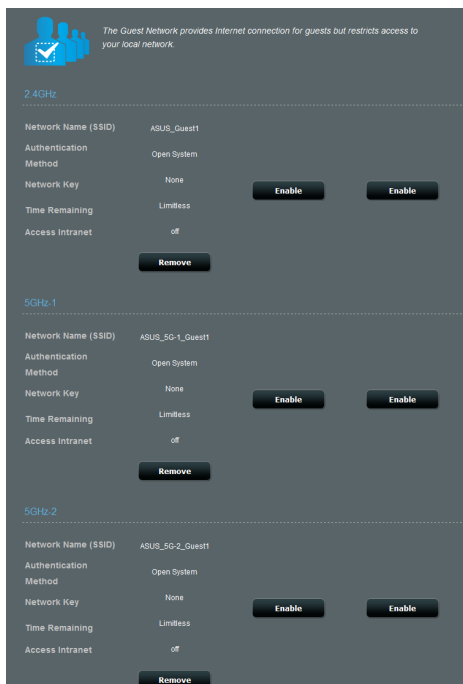 The Guest Network provides Internet connection for guests but restricts access to
your local network.
2.4GHz
Network Name (SSID) ASUS_Guest1
Authentication
Method Open System
Network Key None
Enable Enable
Time Remaining Limitless
Access Intranet off
Remove
5GHz-1
Network Name (SSID) ASUS_5G-1_Guest1
Authentication
Method Open System
Network Key None
Enable Enable
Time Remaining Limitless
Access Intranet off
Remove
5GHz-2
Network Name (SSID) ASUS_5G-2_Guest1
Authentication
Method Open System
Network Key None
Enable Enable
Time Remaining Limitless
Access Intranet off
Remove